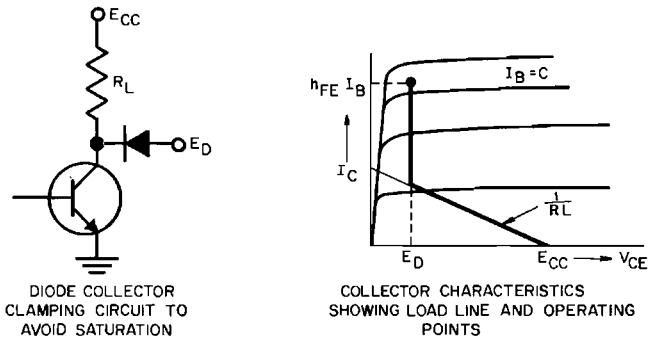 E_CC
R_L
E_D
DIODE COLLECTOR
CLAMPING CIRCUIT TO
AVOID SATURATION
h_FE I_B
I_B = C
I_C
1/RL
E_D
E_CC → V_CE
COLLECTOR CHARACTERISTICS
SHOWING LOAD LINE AND OPERATING
POINTS